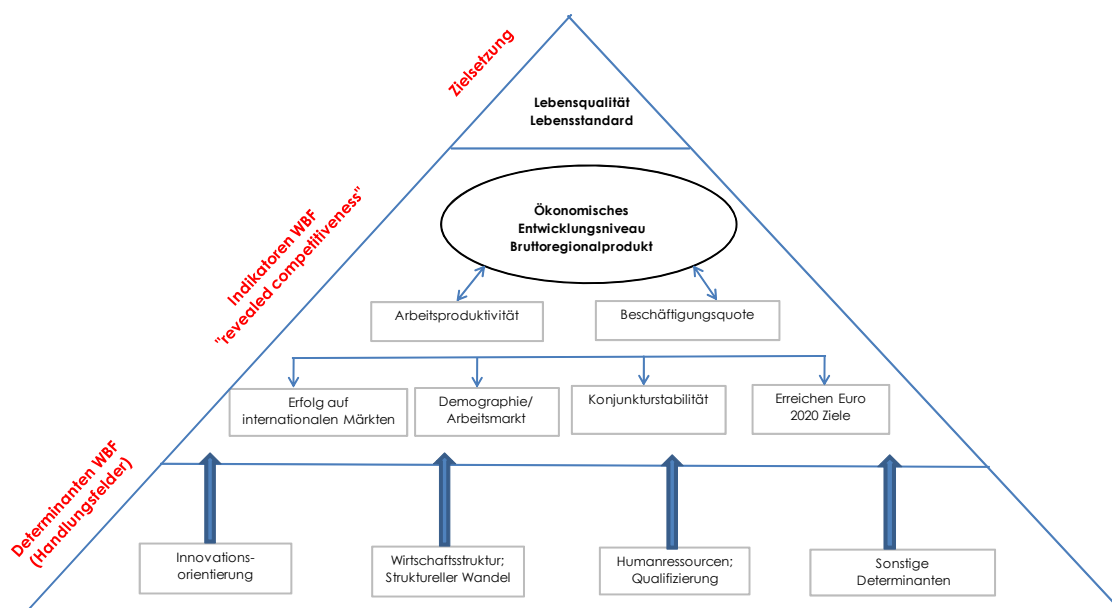 Zielsetzung
Lebensqualität
Lebensstandard
Indikatoren WBF
"revealed competitiveness"
Ökonomisches
Entwicklungsniveau
Bruttoregionalprodukt
Arbeitsproduktivität
Beschäftigungsquote
Erfolg auf
internationalen Märkten
Demographie/
Arbeitsmarkt
Konjunkturstabilität
Erreichen Euro
2020 Ziele
Determinanten WBF
(Handlungsfelder)
Innovations-
orientierung
Wirtschaftsstruktur;
Struktureller Wandel
Humanressourcen;
Qualifizierung
Sonstige
Determinanten